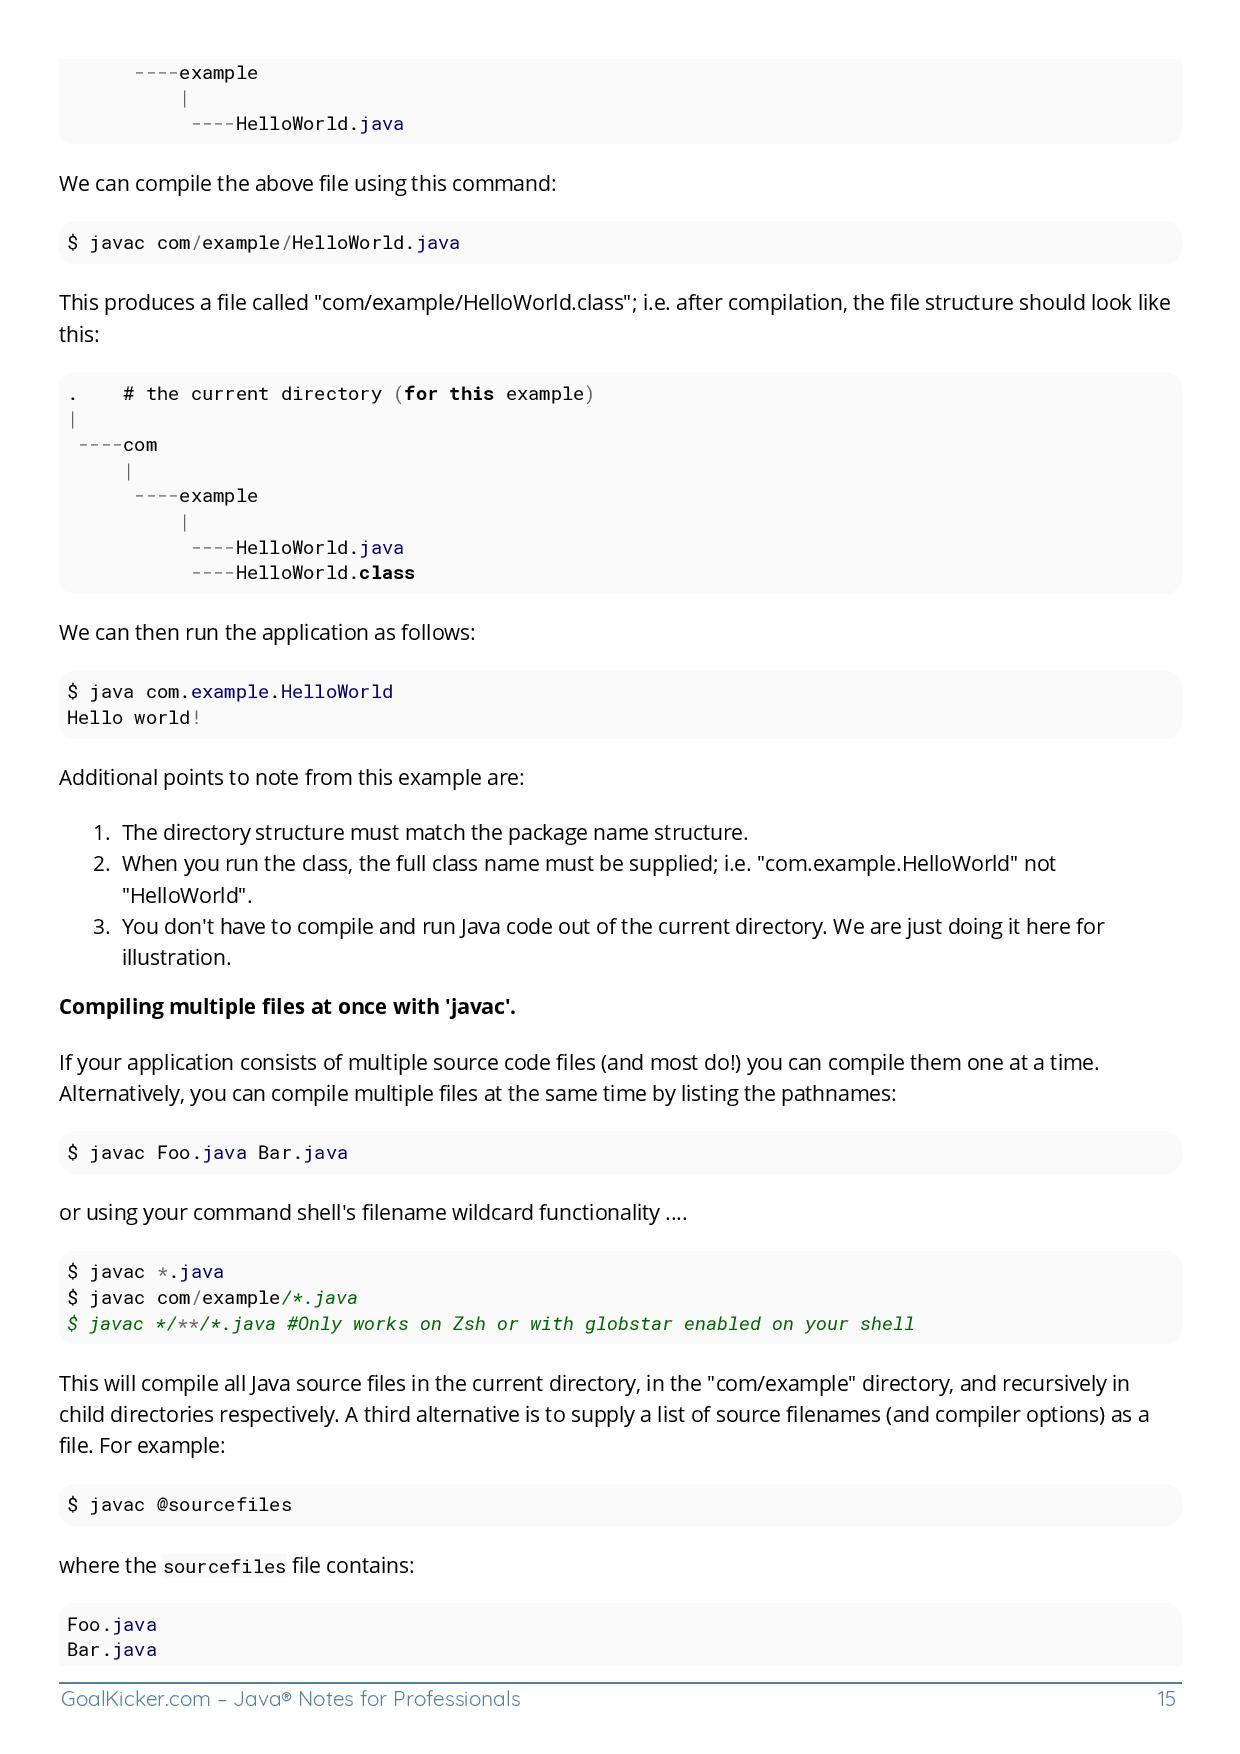 ----example
|
----HelloWorld.java
We can compile the above file using this command:
$ javac com/example/HelloWorld.java
This produces a file called "com/example/HelloWorld.class"; i.e. after compilation, the file structure should look like
this:
.    # the current directory (for this example)
|
----com
|
----example
|
----HelloWorld.java
----HelloWorld.class
We can then run the application as follows:
$ java com.example.HelloWorld
Hello world!
Additional points to note from this example are:
1. The directory structure must match the package name structure.
2. When you run the class, the full class name must be supplied; i.e. "com.example.HelloWorld" not
"HelloWorld".
3. You don't have to compile and run Java code out of the current directory. We are just doing it here for
illustration.
Compiling multiple files at once with 'javac'.
If your application consists of multiple source code files (and most do!) you can compile them one at a time.
Alternatively, you can compile multiple files at the same time by listing the pathnames:
$ javac Foo.java Bar.java
or using your command shell's filename wildcard functionality ....
$ javac *.java
$ javac com/example/*.java
$ javac */**/*.java #Only works on Zsh or with globstar enabled on your shell
This will compile all Java source files in the current directory, in the "com/example" directory, and recursively in
child directories respectively. A third alternative is to supply a list of source filenames (and compiler options) as a
file. For example:
$ javac @sourcefiles
where the sourcefiles file contains:
Foo.java
Bar.java
GoalKicker.com – Java® Notes for Professionals 15